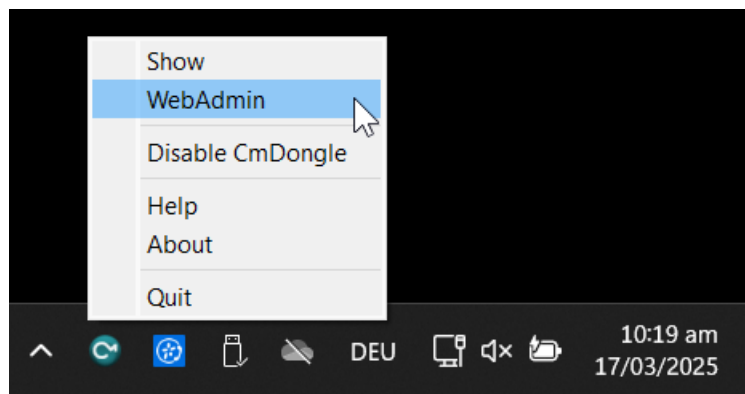 Show
WebAdmin
Disable CmDongle
Help
About
Quit
DEU
10:19 am
17/03/2025